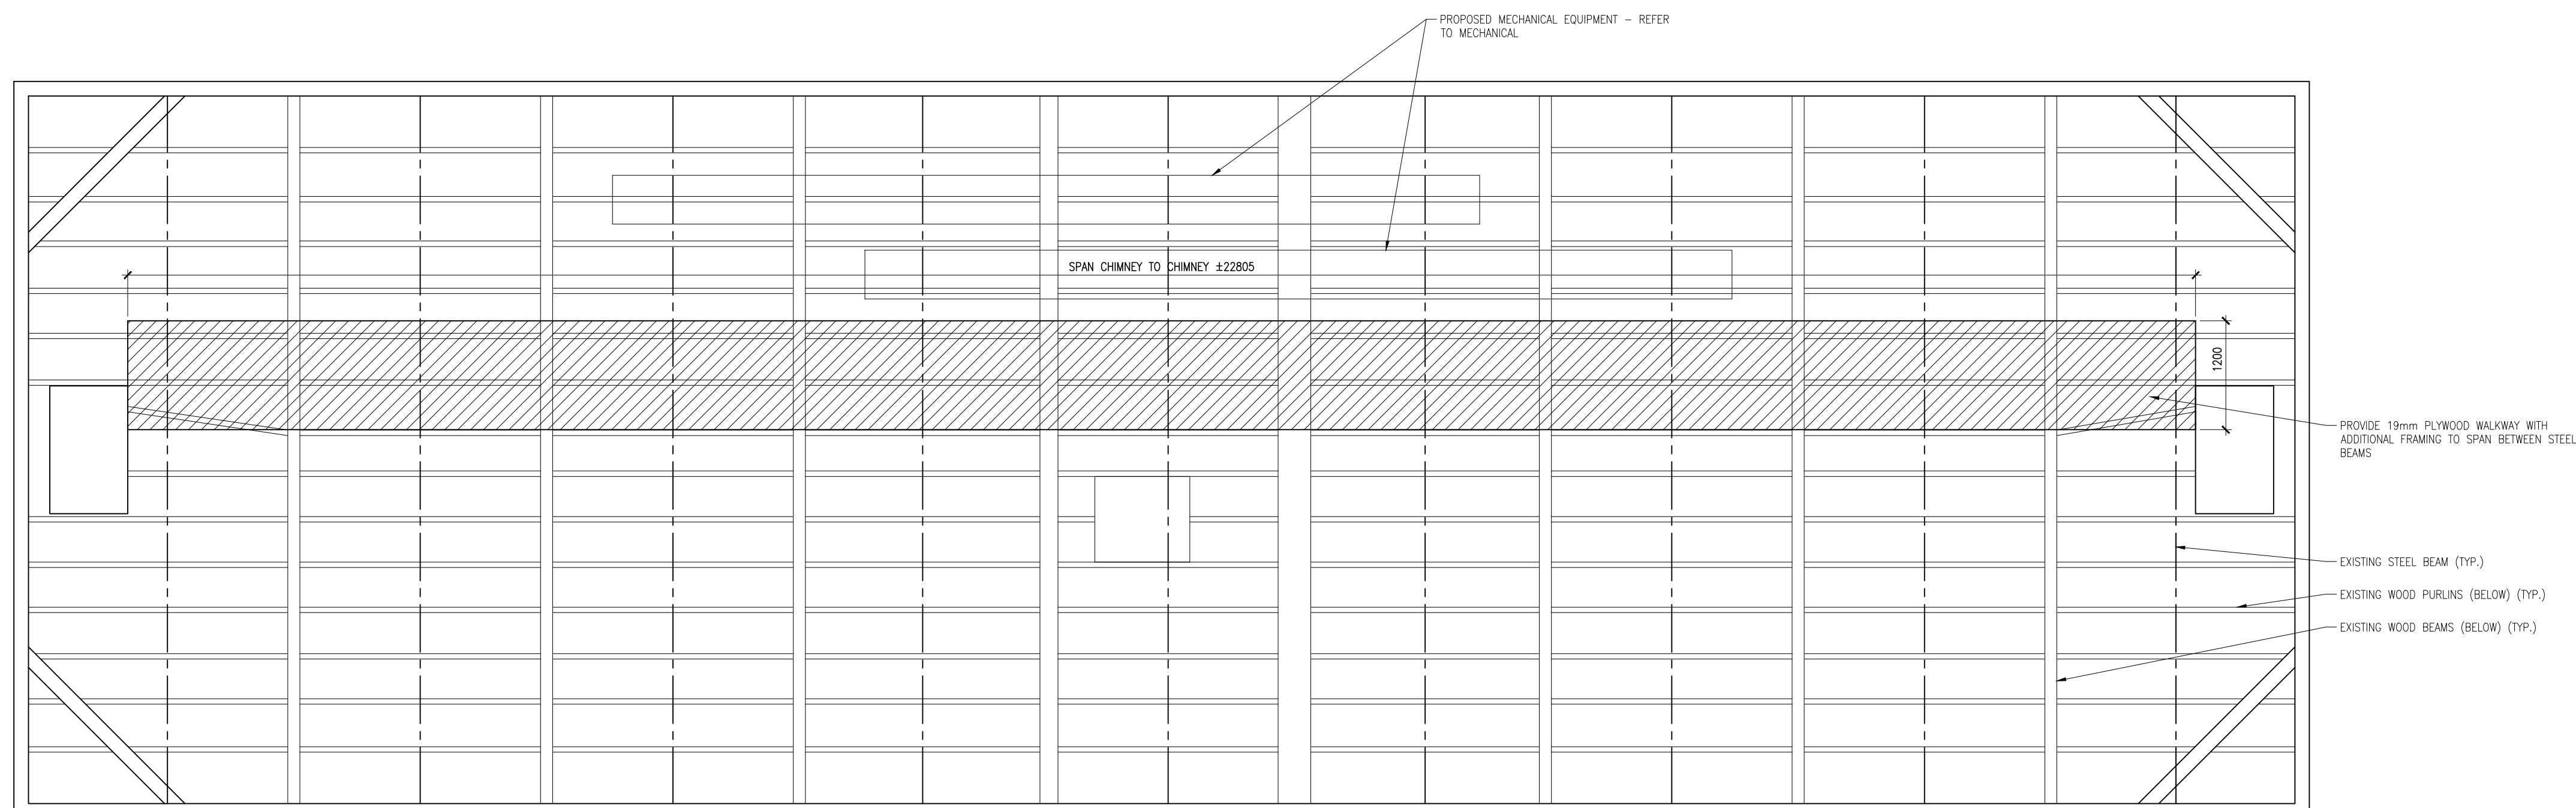 PROPOSED MECHANICAL EQUIPMENT – REFER
TO MECHANICAL
SPAN CHIMNEY TO CHIMNEY ±22805
1200
PROVIDE 19mm PLYWOOD WALKWAY WITH
ADDITIONAL FRAMING TO SPAN BETWEEN STEEL
BEAMS
EXISTING STEEL BEAM (TYP.)
EXISTING WOOD PURLINS (BELOW) (TYP.)
EXISTING WOOD BEAMS (BELOW) (TYP.)